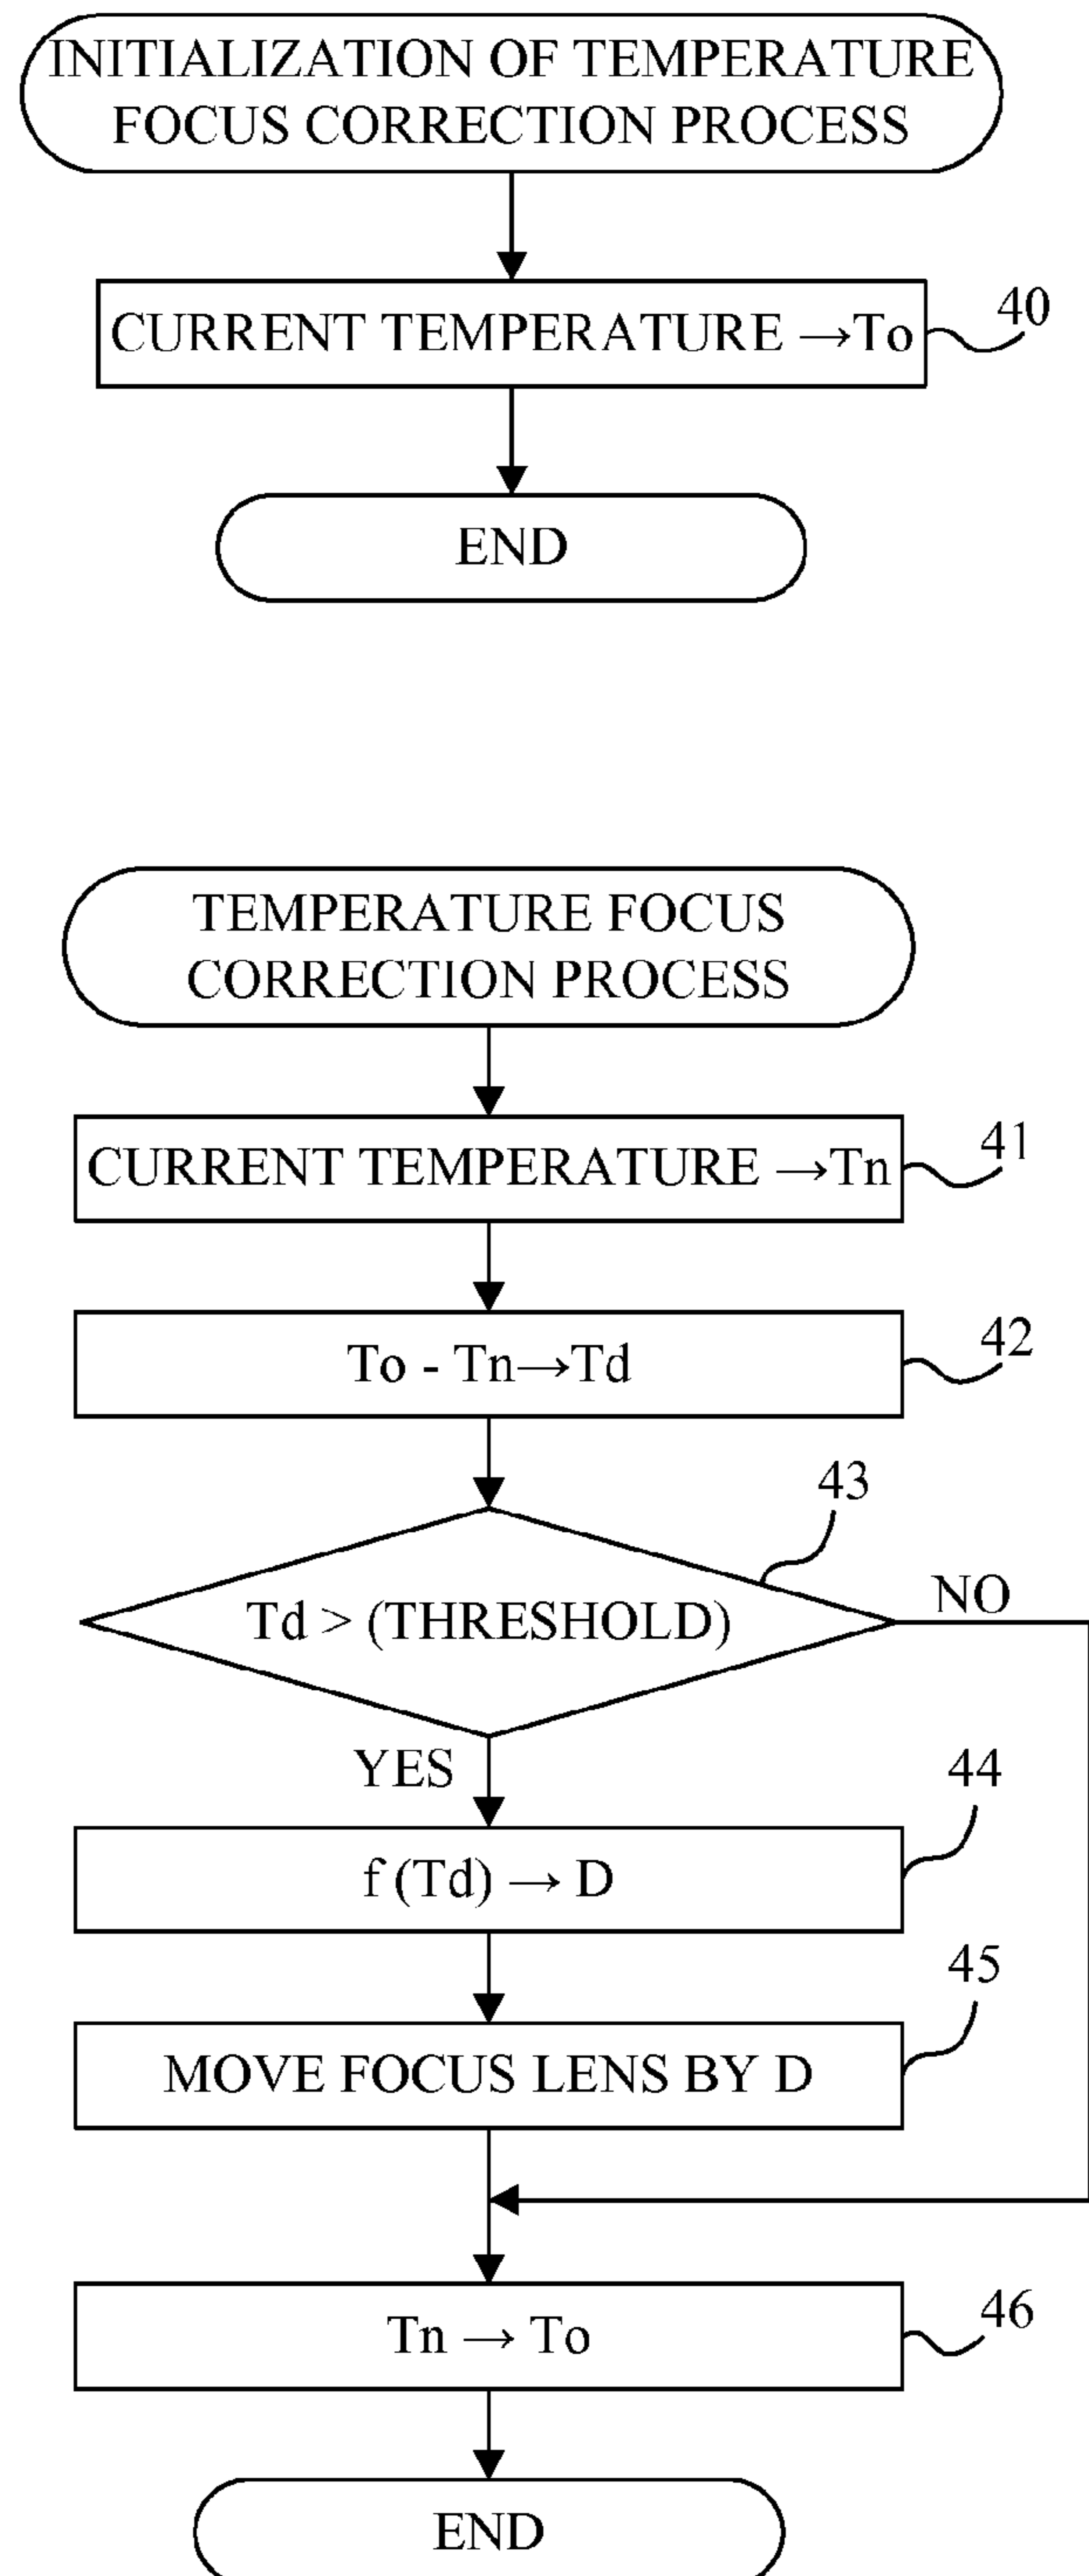 INITIALIZATION OF TEMPERATURE
FOCUS CORRECTION PROCESS
CURRENT TEMPERATURE →To
40
END
TEMPERATURE FOCUS
CORRECTION PROCESS
CURRENT TEMPERATURE →Tn
41
To - Tn→Td
42
43
Td > (THRESHOLD)
NO
YES
44
f (Td) → D
45
MOVE FOCUS LENS BY D
Tn → To
46
END